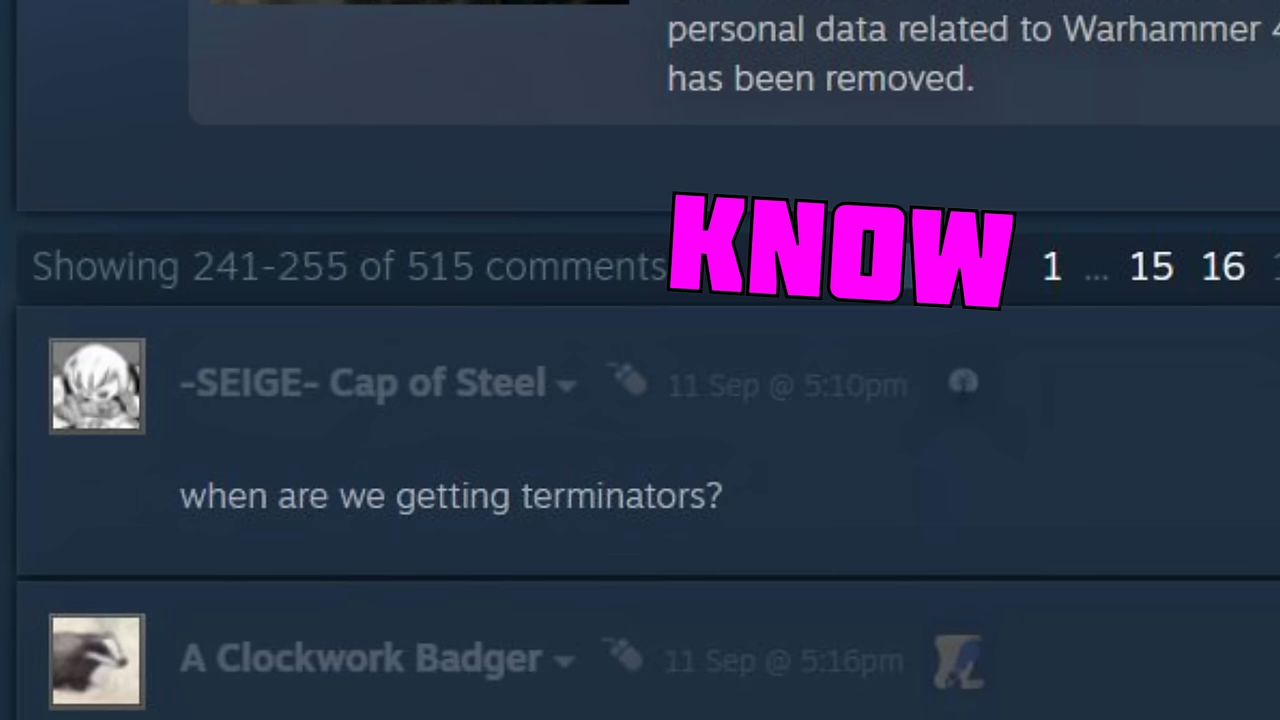 personal data related to Warhammer 4
has been removed.
Showing 241-255 of 515 comments
KNOW
1 ... 15 16
-SEIGE- Cap of Steel 11 Sep @ 5:10pm
when are we getting terminators?
A Clockwork Badger 11 Sep @ 5:16pm